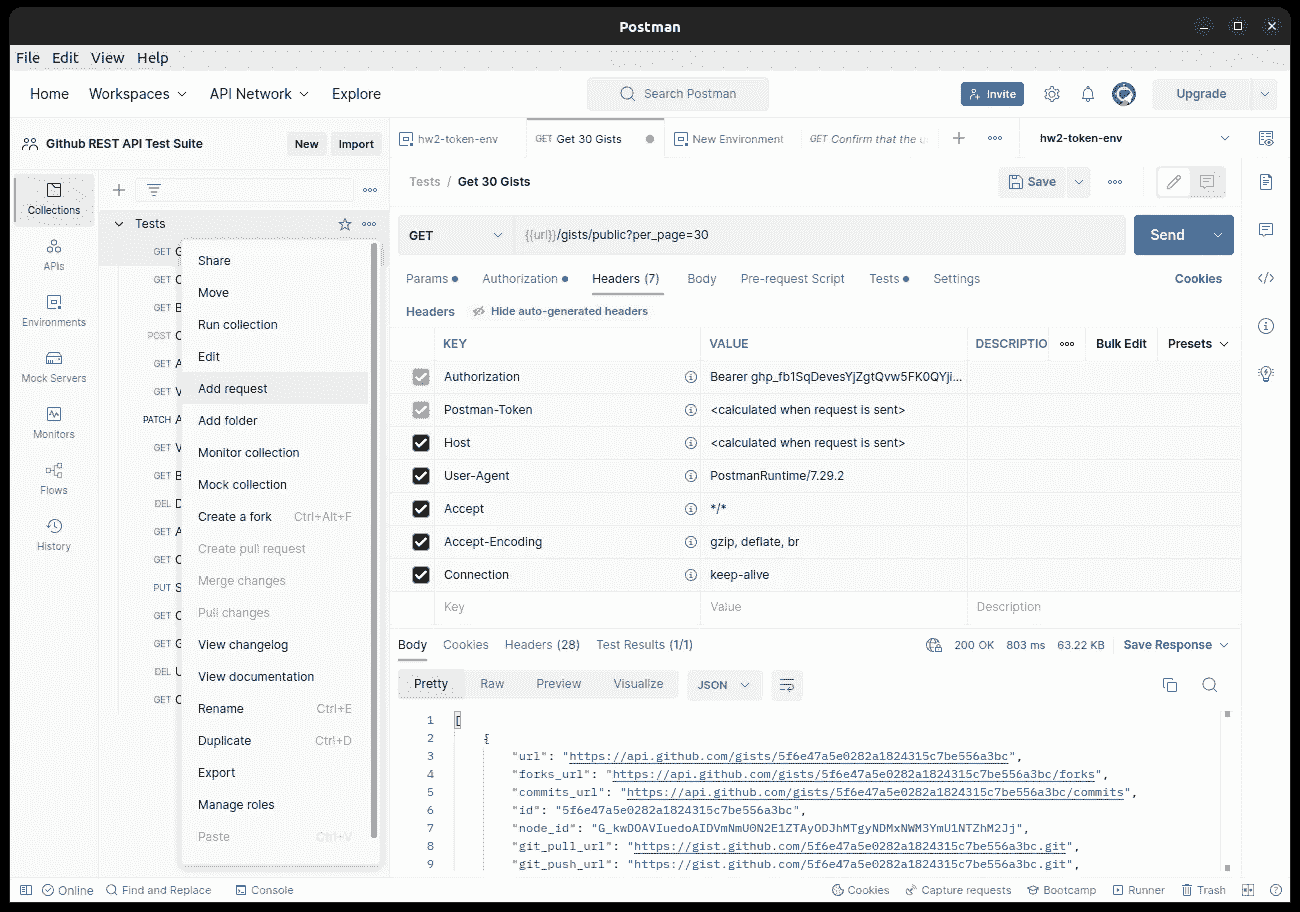 Postman
File Edit View Help
Home Workspaces API Network Explore Search Postman Invite Upgrade
Github REST API Test Suite New Import
hw2-token-env GET Get 30 Gists New Environment GET Confirm that the hw2-token-env
Tests / Get 30 Gists Save
Collections
APIs
Environments
Mock Servers
Monitors
Flows
History
Tests
GET
GET
GET
POST
GET
GET
PATCH
GET
GET
DEL
GET
GET
PUT
GET
GET
DEL
GET
Share
Move
Run collection
Edit
Add request
Add folder
Monitor collection
Mock collection
Create a fork Ctrl+Alt+F
Create pull request
Merge changes
Pull changes
View changelog
View documentation
Rename Ctrl+E
Duplicate Ctrl+D
Export
Manage roles
Paste Ctrl+V
GET {{url}}/gists/public?per_page=30 Send
Params Authorization Headers (7) Body Pre-request Script Tests Settings Cookies
Headers Hide auto-generated headers
KEY VALUE DESCRIPTIO Bulk Edit Presets
Authorization Bearer ghp_fb1SqDevesYjZgtQvw5FK0QYji...
Postman-Token <calculated when request is sent>
Host <calculated when request is sent>
User-Agent PostmanRuntime/7.29.2
Accept */*
Accept-Encoding gzip, deflate, br
Connection keep-alive
Key Value Description
Body Cookies Headers (28) Test Results (1/1) 200 OK 803 ms 63.22 KB Save Response
Pretty Raw Preview Visualize JSON
1 [
2 {
3 "url": "https://api.github.com/gists/5f6e47a5e0282a1824315c7be556a3bc",
4 "forks_url": "https://api.github.com/gists/5f6e47a5e0282a1824315c7be556a3bc/forks",
5 "commits_url": "https://api.github.com/gists/5f6e47a5e0282a1824315c7be556a3bc/commits",
6 "id": "5f6e47a5e0282a1824315c7be556a3bc",
7 "node_id": "G_kwDOAVIuedoAIDVmNmU0N2E1ZTAyODJhMTgyNDMxNWM3YmU1NTZhM2Jj",
8 "git_pull_url": "https://gist.github.com/5f6e47a5e0282a1824315c7be556a3bc.git",
9 "git_push_url": "https://gist.github.com/5f6e47a5e0282a1824315c7be556a3bc.git",
Online Find and Replace Console Cookies Capture requests Bootcamp Runner Trash